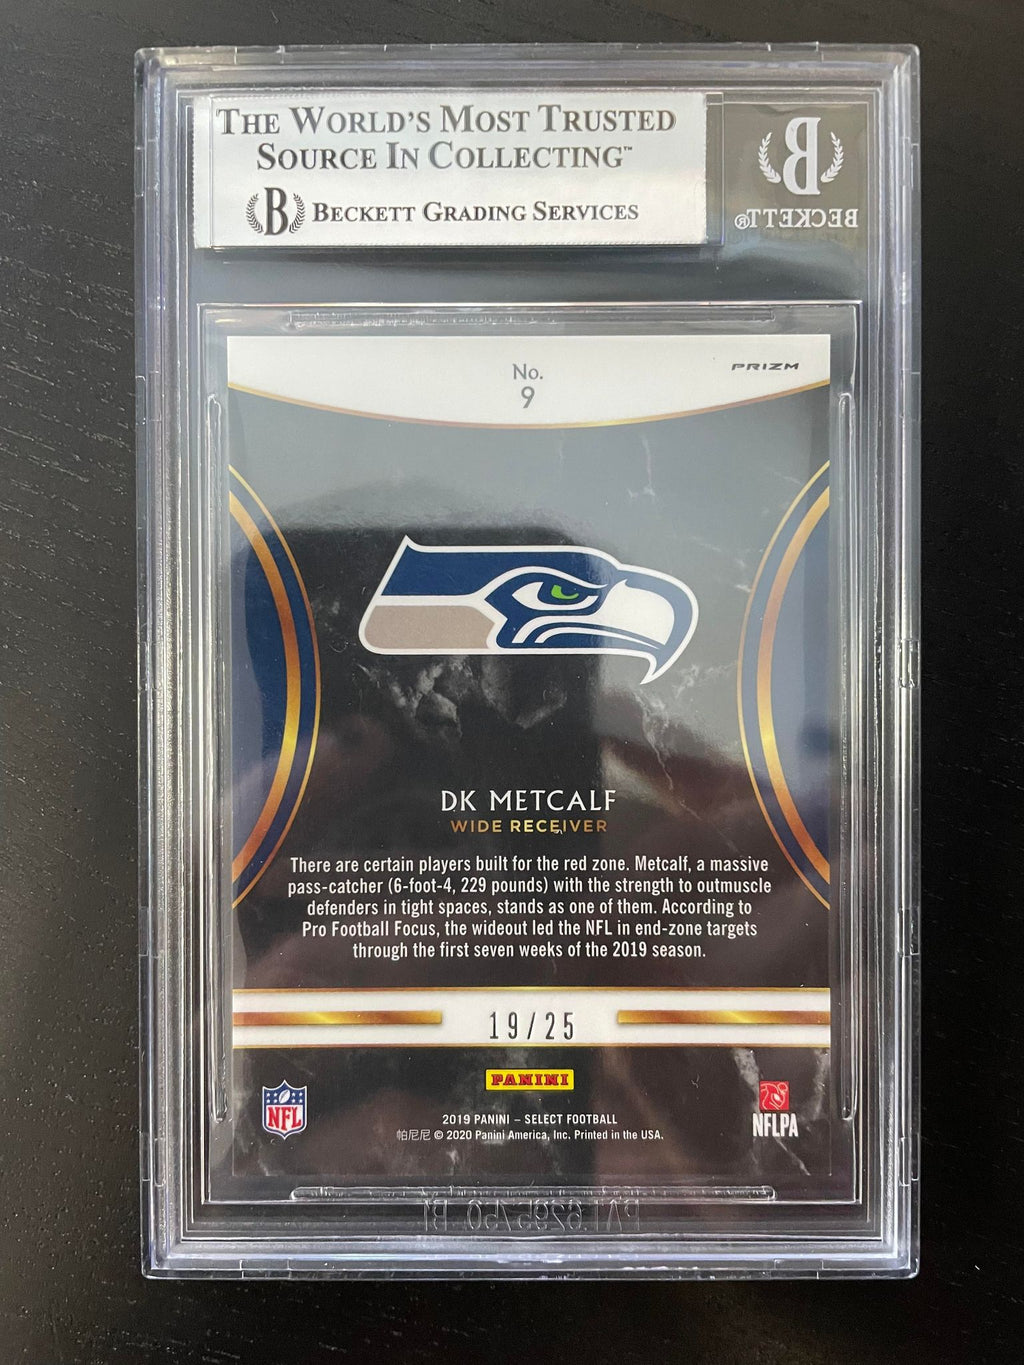 THE WORLD'S MOST TRUSTED
SOURCE IN COLLECTING™
B BECKETT GRADING SERVICES
B
BECKETT®
No.
9
PRIZM
DK METCALF
WIDE RECEIVER
There are certain players built for the red zone. Metcalf, a massive
pass-catcher (6-foot-4, 229 pounds) with the strength to outmuscle
defenders in tight spaces, stands as one of them. According to
Pro Football Focus, the wideout led the NFL in end-zone targets
through the first seven weeks of the 2019 season.
19/25
PANINI
NFL
2019 PANINI – SELECT FOOTBALL
帕尼尼 © 2020 Panini America, Inc. Printed in the USA.
NFLPA